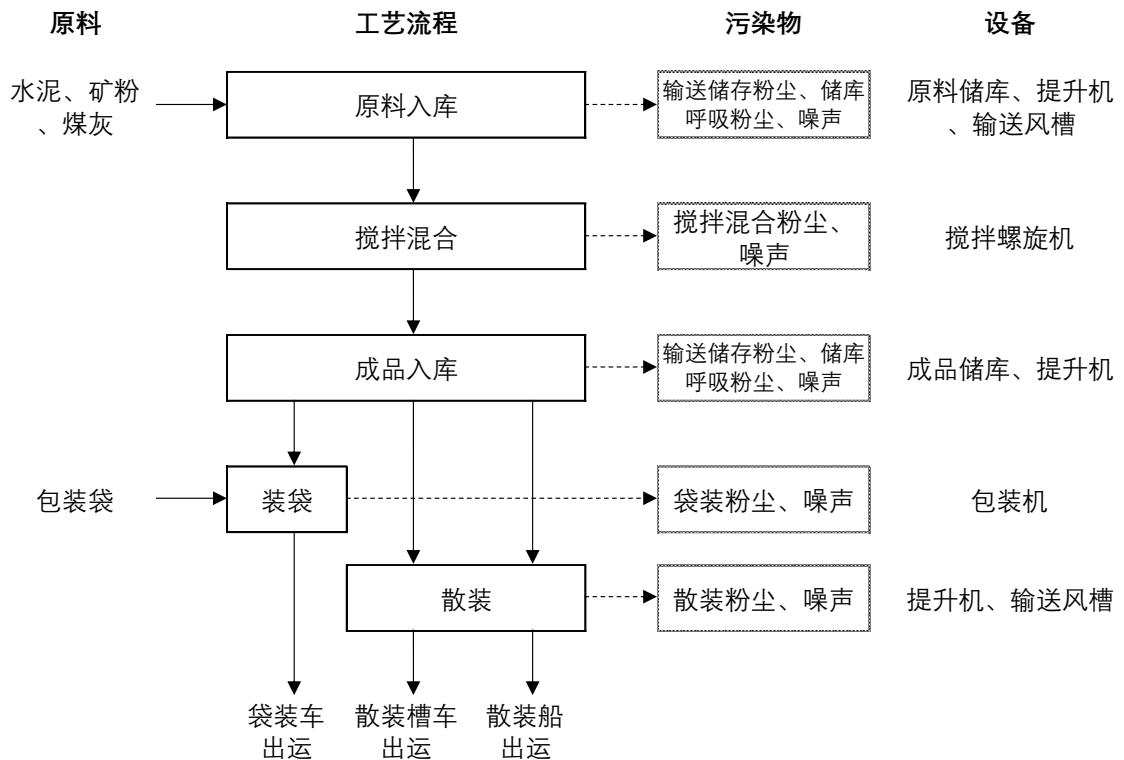 原料
工艺流程
污染物
设备
水泥、矿粉
、煤灰
原料入库
输送储存粉尘、储库
呼吸粉尘、噪声
原料储库、提升机
、输送风槽
搅拌混合
搅拌混合粉尘、
噪声
搅拌螺旋机
成品入库
输送储存粉尘、储库
呼吸粉尘、噪声
成品储库、提升机
包装袋
装袋
袋装粉尘、噪声
包装机
散装
散装粉尘、噪声
提升机、输送风槽
袋装车
出运
散装槽车
出运
散装船
出运